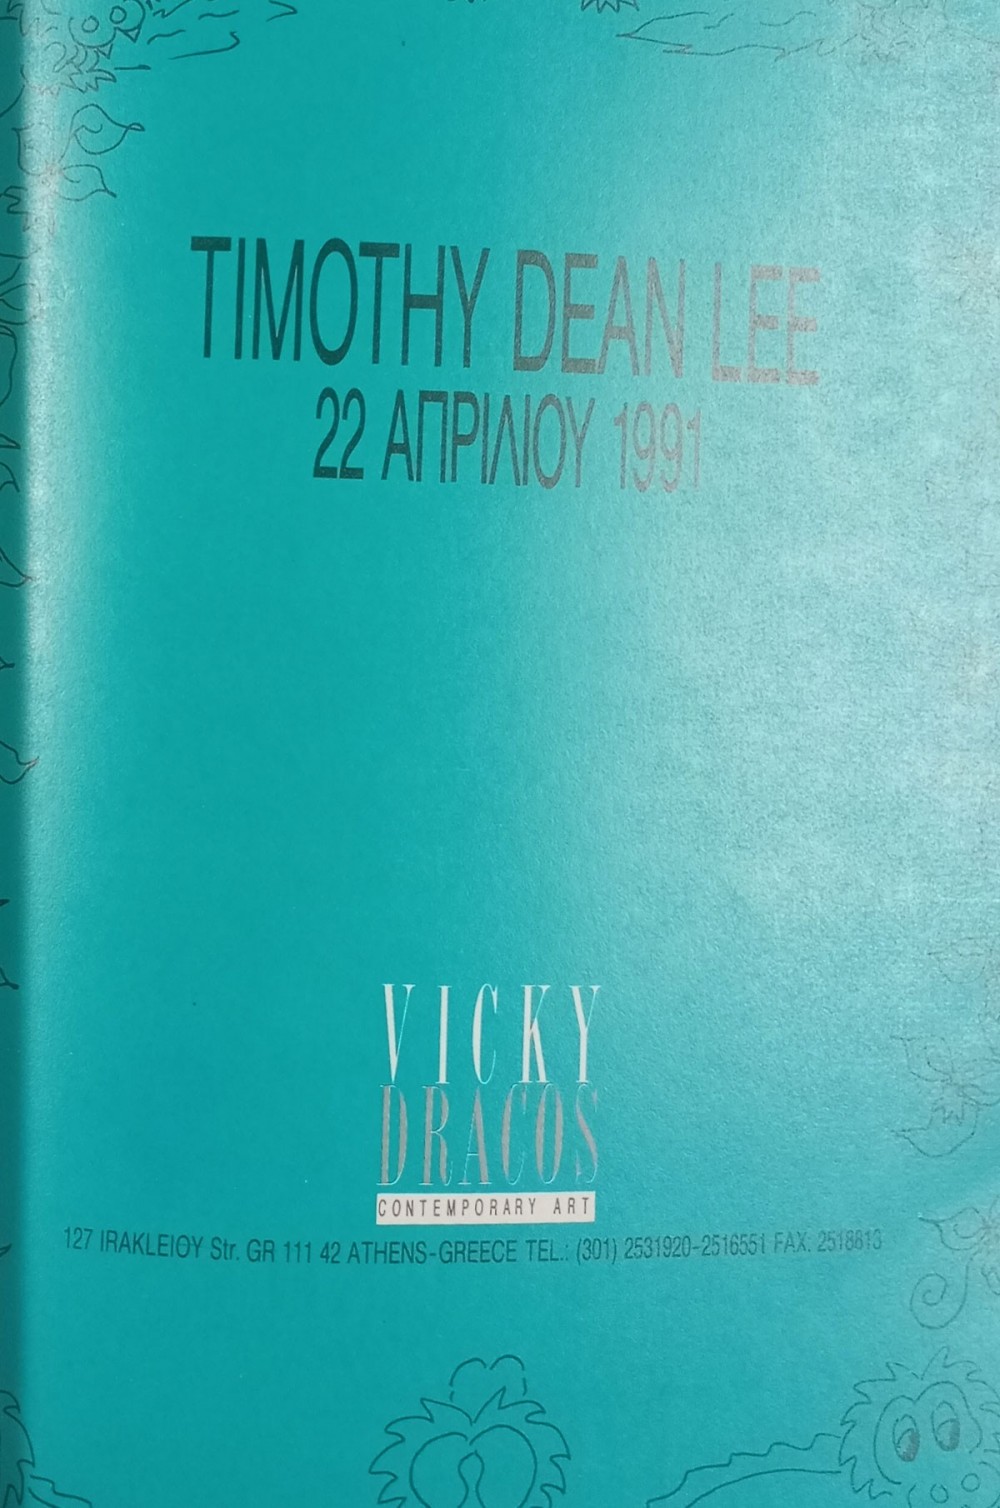 TIMOTHY DEAN LEE
22 ΑΠΡΙΛΙΟΥ 1991
VICKY
DRACOS
CONTEMPORARY ART
127 IRAKLEIOY Str. GR 111 42 ATHENS-GREECE TEL.: (301) 2531920-2516551 FAX: 2518813